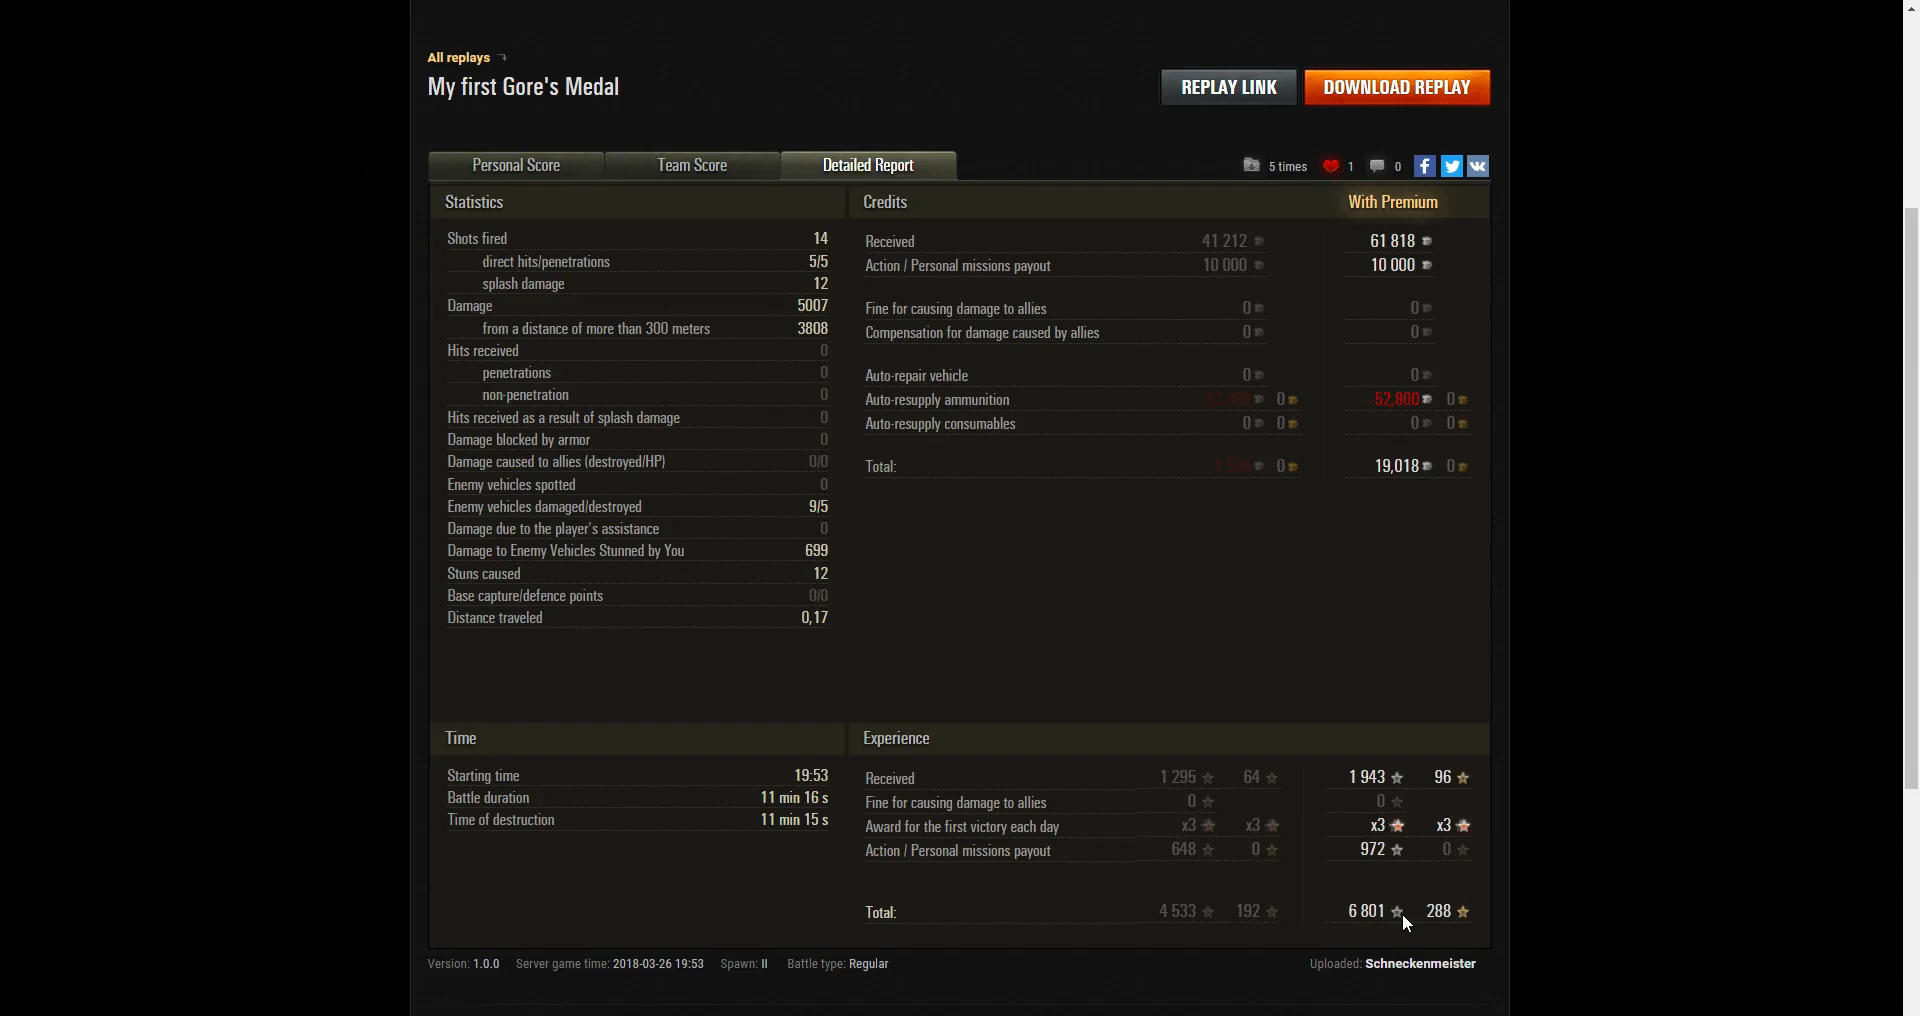 All replays
My first Gore's Medal
REPLAY LINK
DOWNLOAD REPLAY
Personal Score
Team Score
Detailed Report
5 times
1
0
Statistics
Shots fired 14
direct hits/penetrations 5/5
splash damage 12
Damage 5007
from a distance of more than 300 meters 3808
Hits received 0
penetrations 0
non-penetration 0
Hits received as a result of splash damage 0
Damage blocked by armor 0
Damage caused to allies (destroyed/HP) 0/0
Enemy vehicles spotted 0
Enemy vehicles damaged/destroyed 9/5
Damage due to the player's assistance 0
Damage to Enemy Vehicles Stunned by You 699
Stuns caused 12
Base capture/defence points 0/0
Distance traveled 0,17
Credits With Premium
Received 41 212 61 818
Action / Personal missions payout 10 000 10 000
Fine for causing damage to allies 0 0
Compensation for damage caused by allies 0 0
Auto-repair vehicle 0 0
Auto-resupply ammunition 0 -52,800 0
Auto-resupply consumables 0 0 0 0
Total: 0 19,018 0
Time
Starting time 19:53
Battle duration 11 min 16 s
Time of destruction 11 min 15 s
Experience
Received 1 295 64 1 943 96
Fine for causing damage to allies 0 0
Award for the first victory each day x3 x3 x3 x3
Action / Personal missions payout 648 0 972 0
Total: 4 533 192 6 801 288
Version: 1.0.0 Server game time: 2018-03-26 19:53 Spawn: II Battle type: Regular
Uploaded: Schneckenmeister